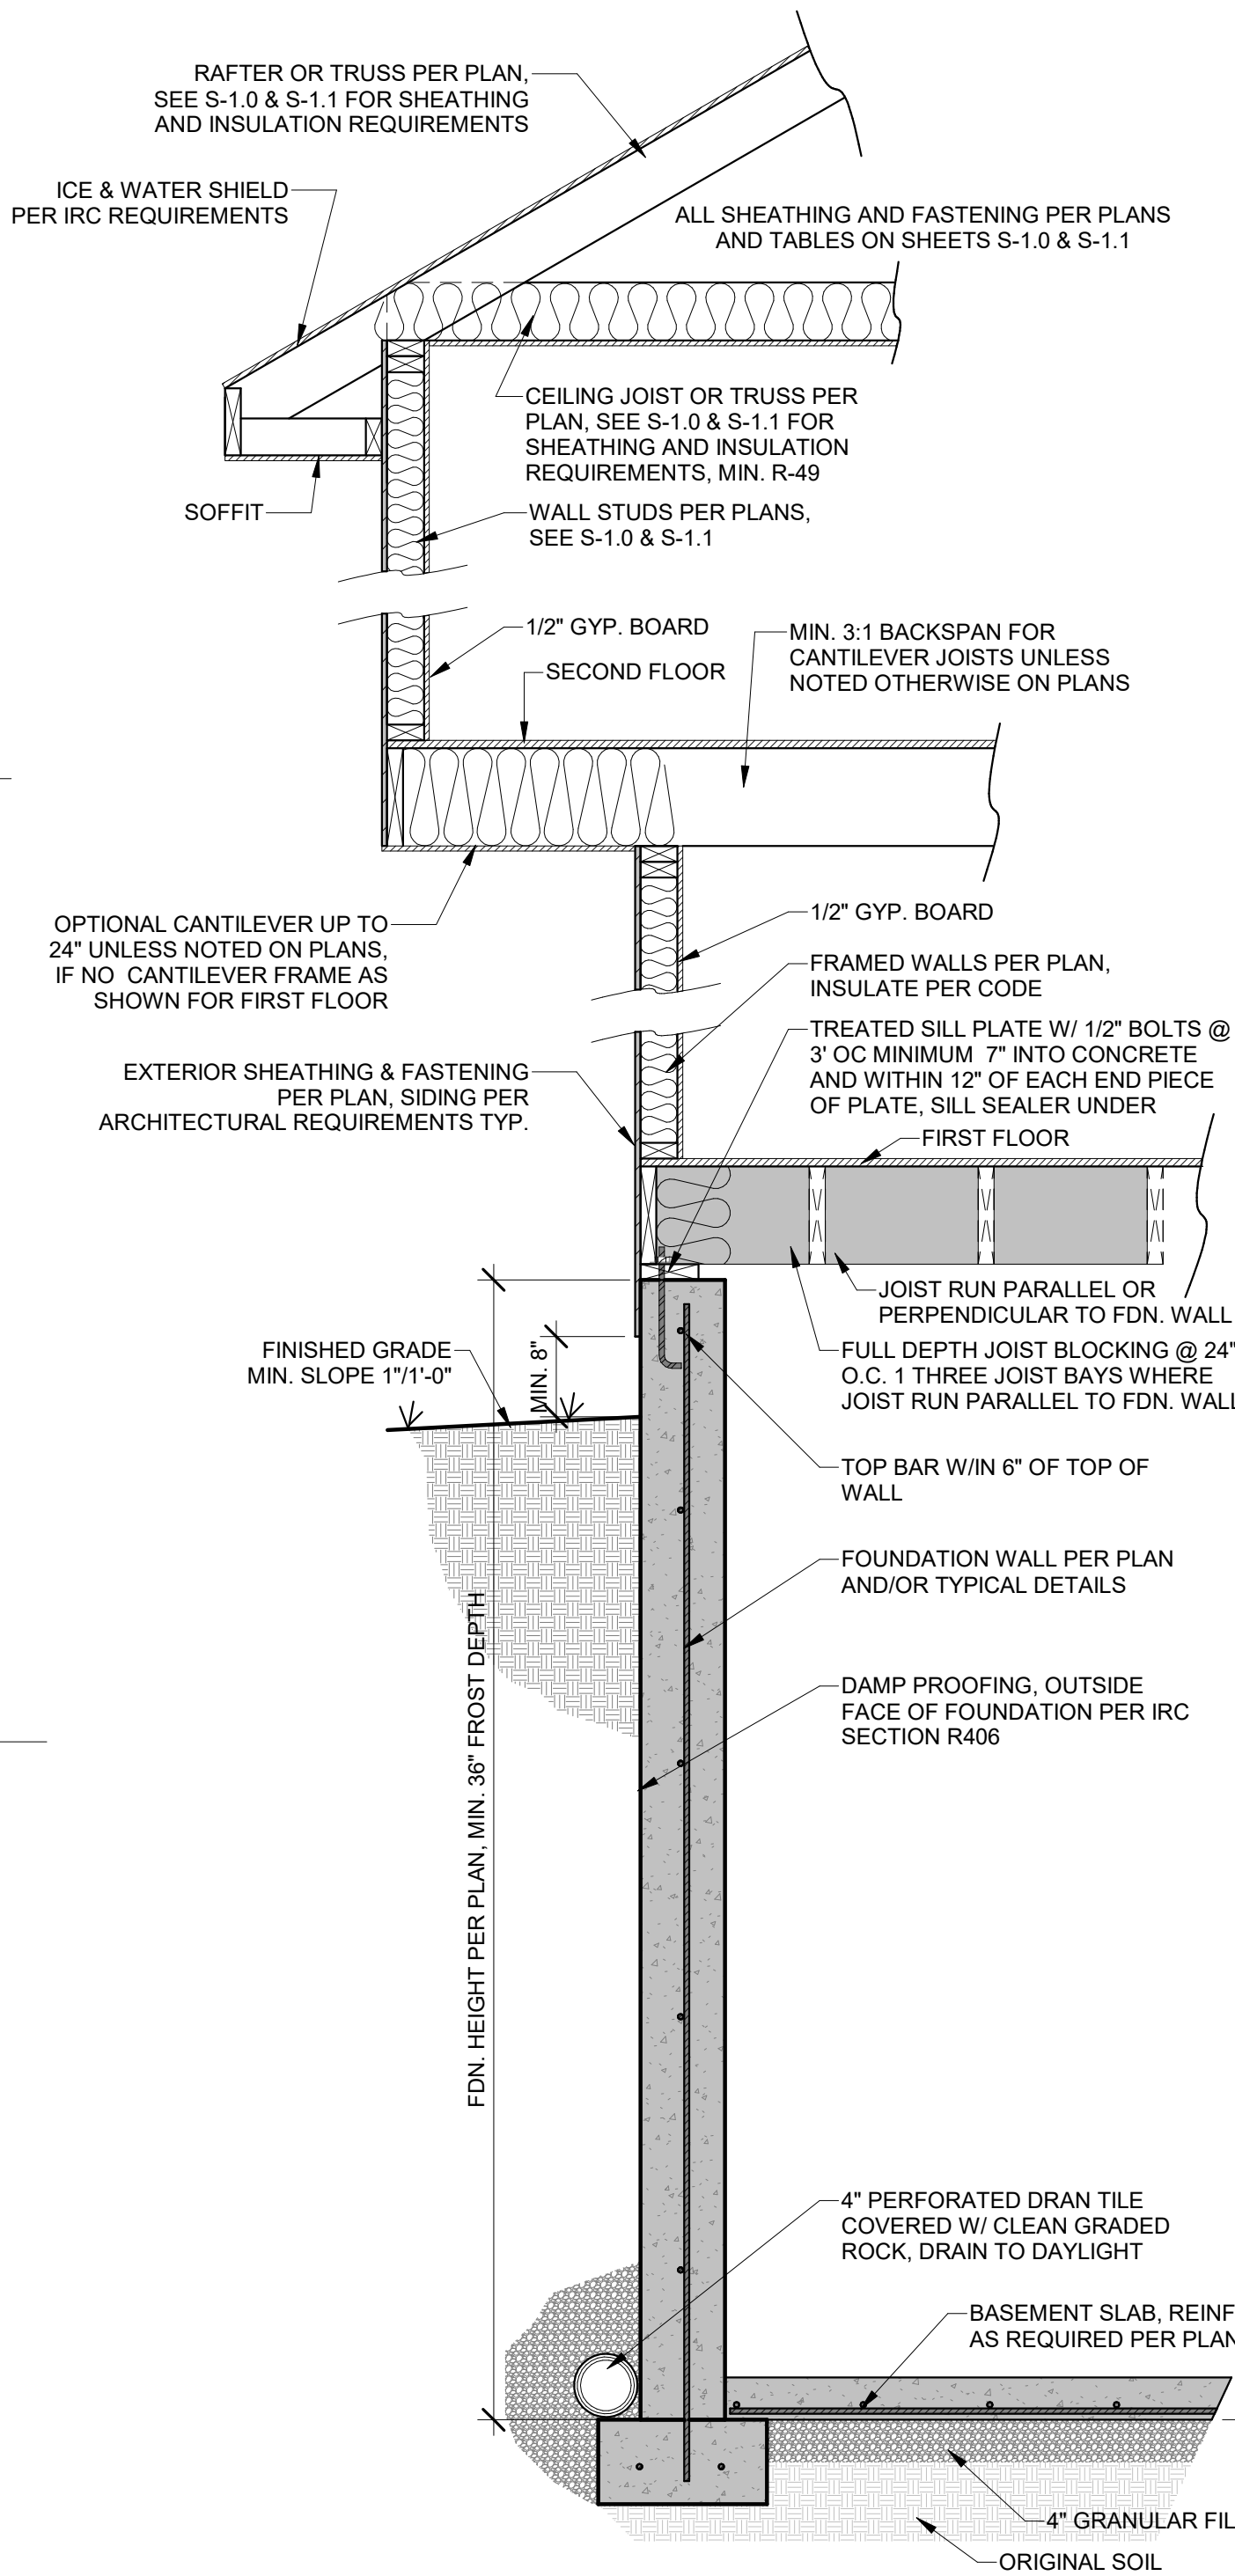 RAFTER OR TRUSS PER PLAN,
SEE S-1.0 & S-1.1 FOR SHEATHING
AND INSULATION REQUIREMENTS
ICE & WATER SHIELD
PER IRC REQUIREMENTS
ALL SHEATHING AND FASTENING PER PLANS
AND TABLES ON SHEETS S-1.0 & S-1.1
CEILING JOIST OR TRUSS PER
PLAN, SEE S-1.0 & S-1.1 FOR
SHEATHING AND INSULATION
REQUIREMENTS, MIN. R-49
SOFFIT
WALL STUDS PER PLANS,
SEE S-1.0 & S-1.1
1/2" GYP. BOARD
SECOND FLOOR
MIN. 3:1 BACKSPAN FOR
CANTILEVER JOISTS UNLESS
NOTED OTHERWISE ON PLANS
OPTIONAL CANTILEVER UP TO
24" UNLESS NOTED ON PLANS,
IF NO CANTILEVER FRAME AS
SHOWN FOR FIRST FLOOR
1/2" GYP. BOARD
FRAMED WALLS PER PLAN,
INSULATE PER CODE
TREATED SILL PLATE W/ 1/2" BOLTS @
3' OC MINIMUM 7" INTO CONCRETE
AND WITHIN 12" OF EACH END PIECE
OF PLATE, SILL SEALER UNDER
EXTERIOR SHEATHING & FASTENING
PER PLAN, SIDING PER
ARCHITECTURAL REQUIREMENTS TYP.
FIRST FLOOR
JOIST RUN PARALLEL OR
PERPENDICULAR TO FDN. WALL
FULL DEPTH JOIST BLOCKING @ 24"
O.C. 1 THREE JOIST BAYS WHERE
JOIST RUN PARALLEL TO FDN. WALL
FINISHED GRADE
MIN. SLOPE 1"/1'-0"
MIN. 8"
TOP BAR W/IN 6" OF TOP OF
WALL
FOUNDATION WALL PER PLAN
AND/OR TYPICAL DETAILS
FDN. HEIGHT PER PLAN, MIN. 36" FROST DEPTH
DAMP PROOFING, OUTSIDE
FACE OF FOUNDATION PER IRC
SECTION R406
4" PERFORATED DRAN TILE
COVERED W/ CLEAN GRADED
ROCK, DRAIN TO DAYLIGHT
BASEMENT SLAB, REINF
AS REQUIRED PER PLAN
4" GRANULAR FIL
ORIGINAL SOIL